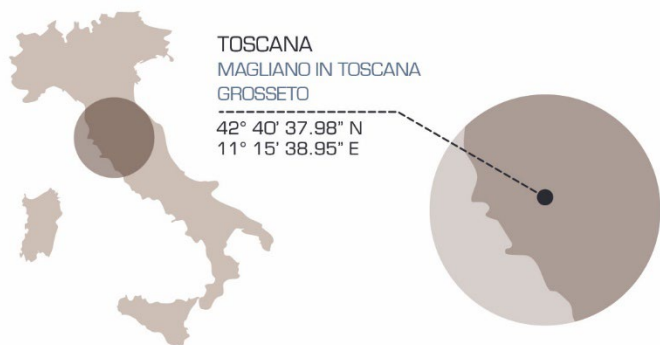 TOSCANA
MAGLIANO IN TOSCANA
GROSSETO
42° 40' 37.98" N
11° 15' 38.95" E